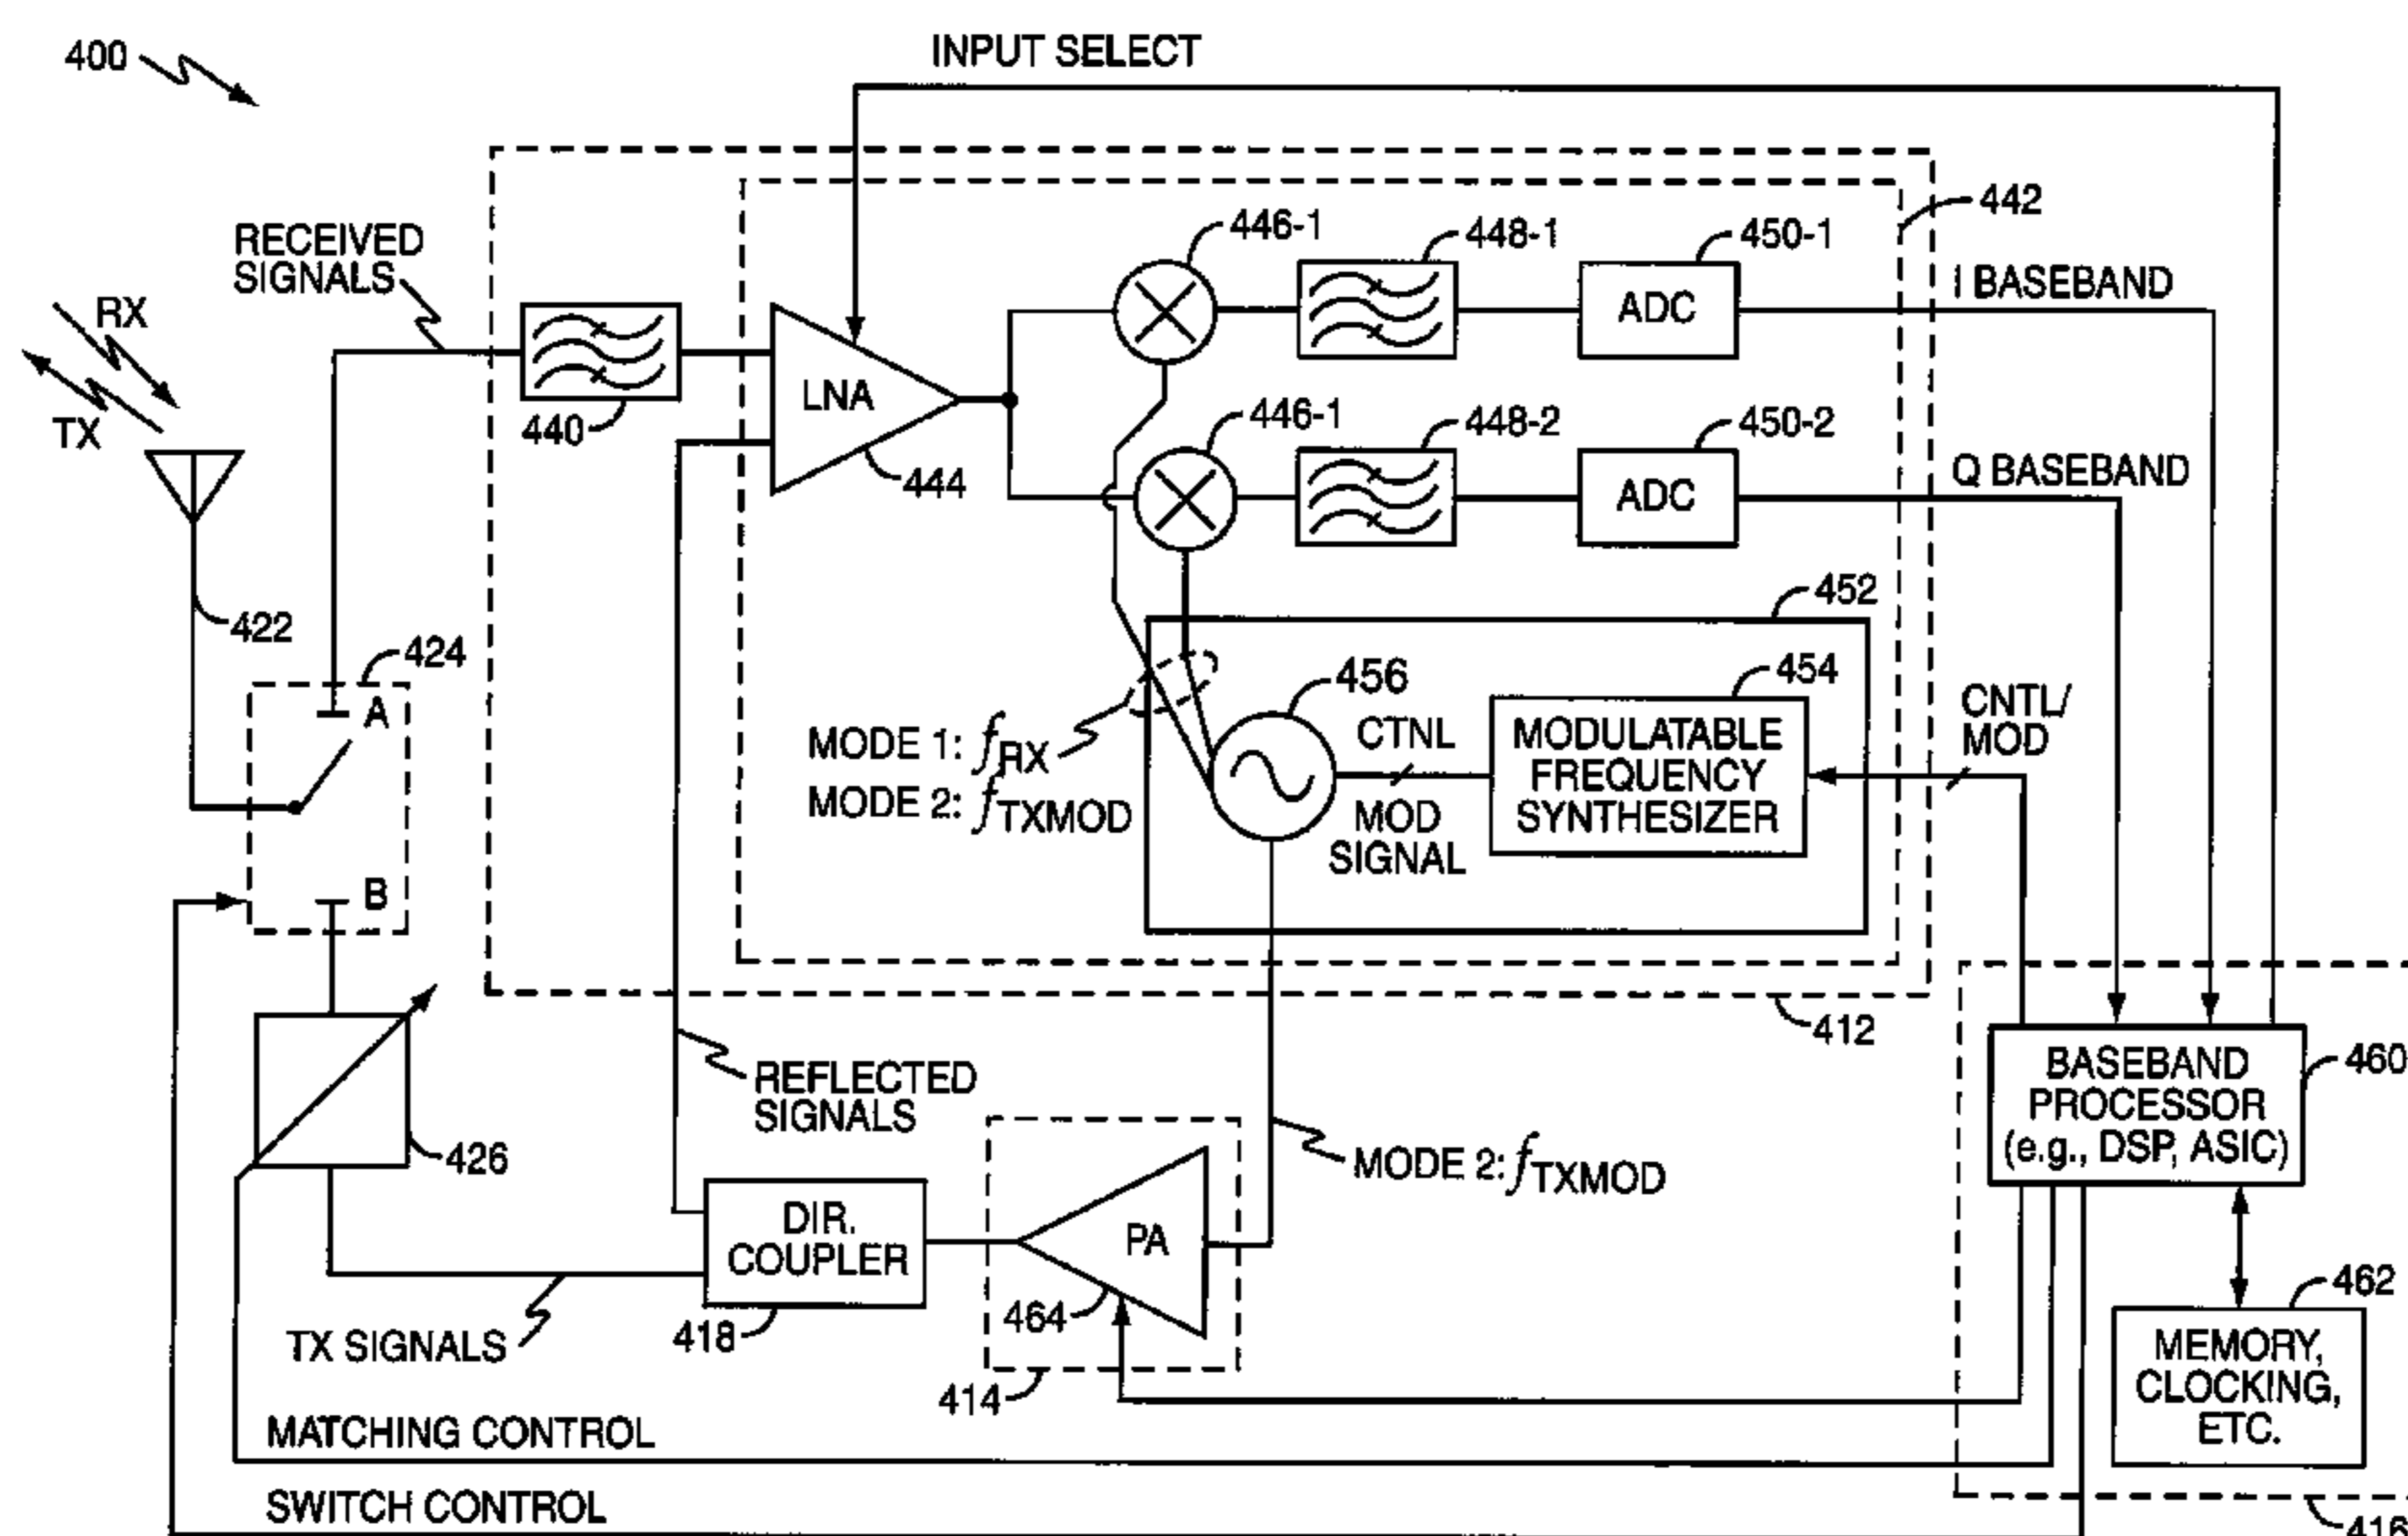 400
INPUT SELECT
442
RECEIVED
SIGNALS
RX
TX
440
LNA
444
446-1
448-1
450-1
ADC
I BASEBAND
446-1
448-2
450-2
ADC
Q BASEBAND
422
424
A
B
452
456
454
MODE 1: fRX
MODE 2: fTXMOD
CTNL
MOD
SIGNAL
MODULATABLE
FREQUENCY
SYNTHESIZER
CNTL/
MOD
412
426
REFLECTED
SIGNALS
MODE 2: fTXMOD
BASEBAND
PROCESSOR
(e.g., DSP, ASIC)
460
DIR.
COUPLER
418
PA
464
414
TX SIGNALS
462
MEMORY,
CLOCKING,
ETC.
MATCHING CONTROL
SWITCH CONTROL
416